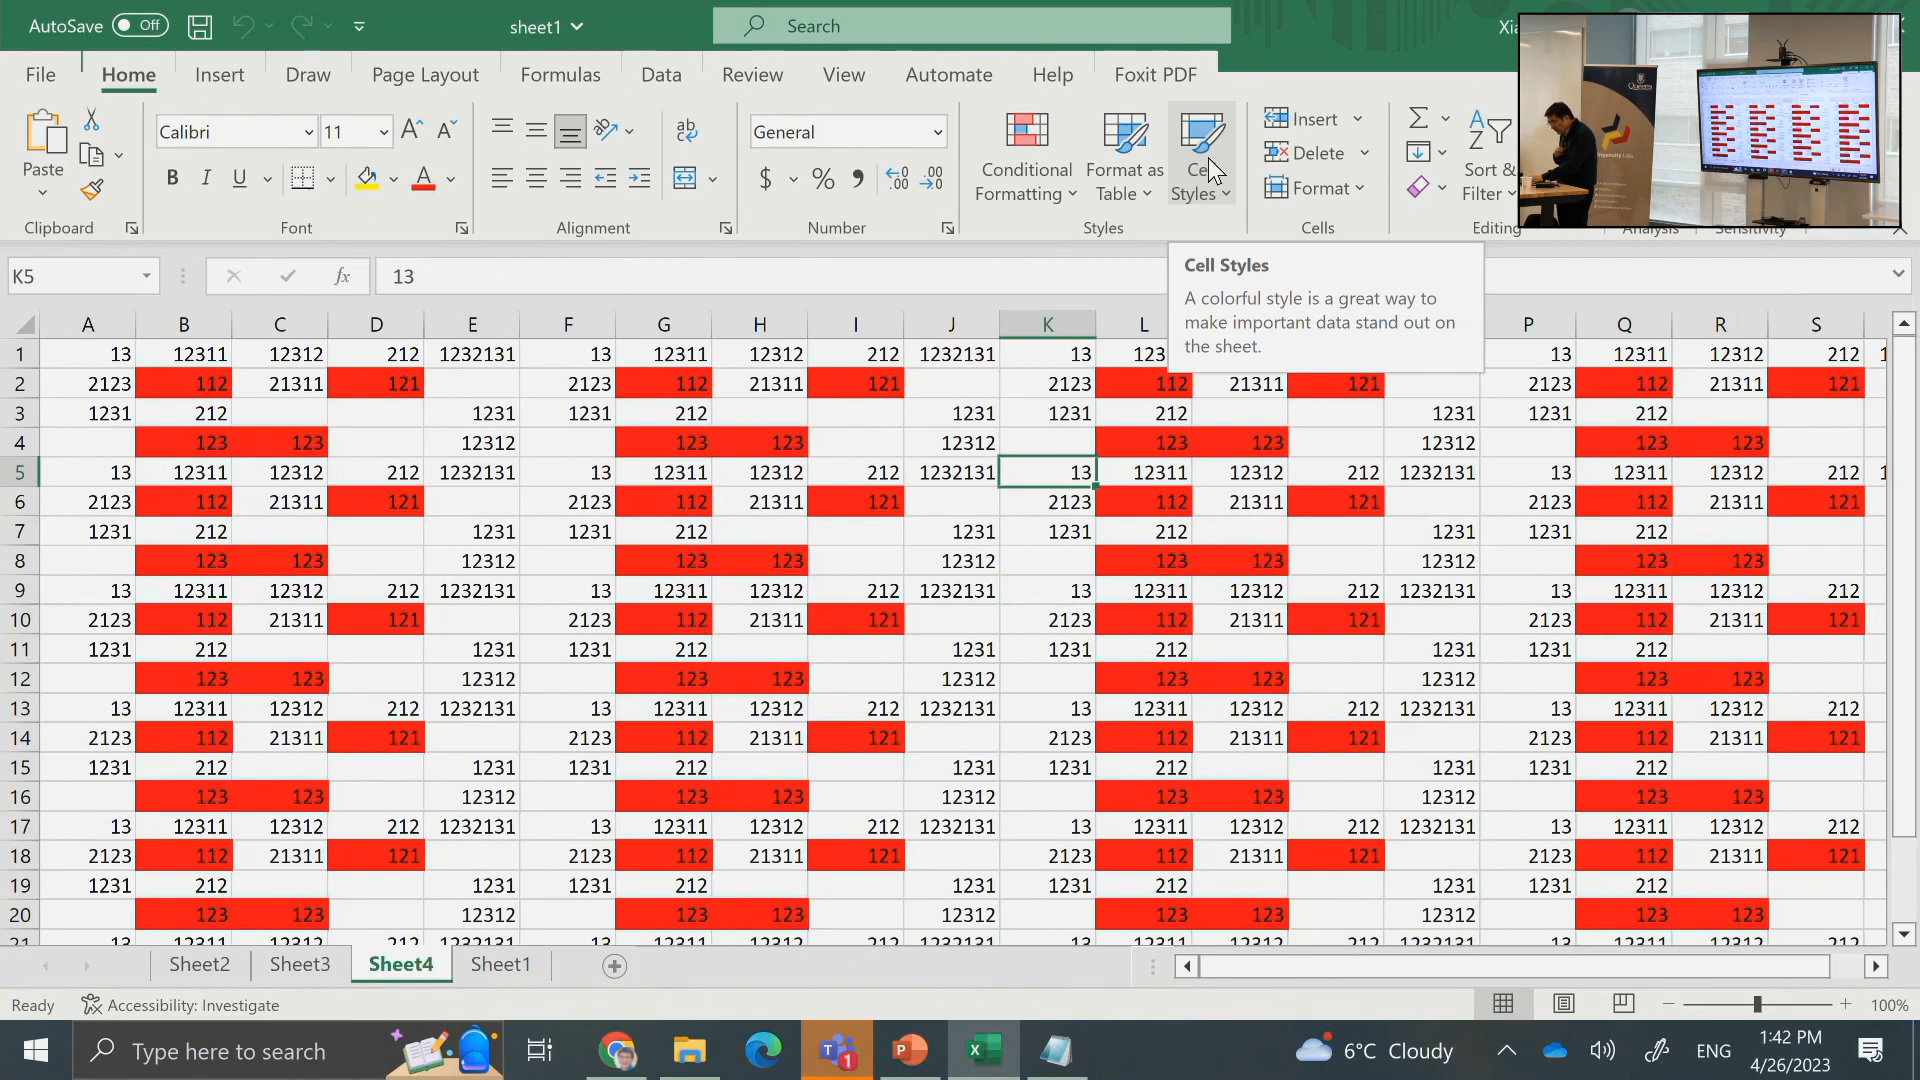 AutoSave Off sheet1 Search Xia
File Home Insert Draw Page Layout Formulas Data Review View Automate Help Foxit PDF
Queens
Ingenuity Labs
Paste
Clipboard
Calibri 11
B I U
Font
ab
Alignment
General
$ % 9 .00 .00
Number
Conditional Formatting
Format as Table
Cell Styles
Styles
Insert
Delete
Format
Cells
Sort & Filter
Editing
Analysis
Sensitivity
K5 fx 13
Cell Styles
A colorful style is a great way to
make important data stand out on
the sheet.
A B C D E F G H I J K L P Q R S
1 13 12311 12312 212 1232131 13 12311 12312 212 1232131 13 123 13 12311 12312 212 1
2 2123 112 21311 121 2123 112 21311 121 2123 112 21311 121 2123 112 21311 121
3 1231 212 1231 1231 212 1231 1231 212 1231 1231 212
4 123 123 12312 123 123 12312 123 123 12312 123 123
5 13 12311 12312 212 1232131 13 12311 12312 212 1232131 13 12311 12312 212 1232131 13 12311 12312 212 1
6 2123 112 21311 121 2123 112 21311 121 2123 112 21311 121 2123 112 21311 121
7 1231 212 1231 1231 212 1231 1231 212 1231 1231 212
8 123 123 12312 123 123 12312 123 123 12312 123 123
9 13 12311 12312 212 1232131 13 12311 12312 212 1232131 13 12311 12312 212 1232131 13 12311 12312 212
10 2123 112 21311 121 2123 112 21311 121 2123 112 21311 121 2123 112 21311 121
11 1231 212 1231 1231 212 1231 1231 212 1231 1231 212
12 123 123 12312 123 123 12312 123 123 12312 123 123
13 13 12311 12312 212 1232131 13 12311 12312 212 1232131 13 12311 12312 212 1232131 13 12311 12312 212
14 2123 112 21311 121 2123 112 21311 121 2123 112 21311 121 2123 112 21311 121
15 1231 212 1231 1231 212 1231 1231 212 1231 1231 212
16 123 123 12312 123 123 12312 123 123 12312 123 123
17 13 12311 12312 212 1232131 13 12311 12312 212 1232131 13 12311 12312 212 1232131 13 12311 12312 212
18 2123 112 21311 121 2123 112 21311 121 2123 112 21311 121 2123 112 21311 121
19 1231 212 1231 1231 212 1231 1231 212 1231 1231 212
20 123 123 12312 123 123 12312 123 123 12312 123 123
21 13 12311 12312 212 1232131 13 12311 12312 212 1232131 13 12311 12312 212 1232131 13 12311 12312 212
Sheet2 Sheet3 Sheet4 Sheet1
Ready Accessibility: Investigate 100%
Type here to search 1 6°C Cloudy ENG 1:42 PM
4/26/2023